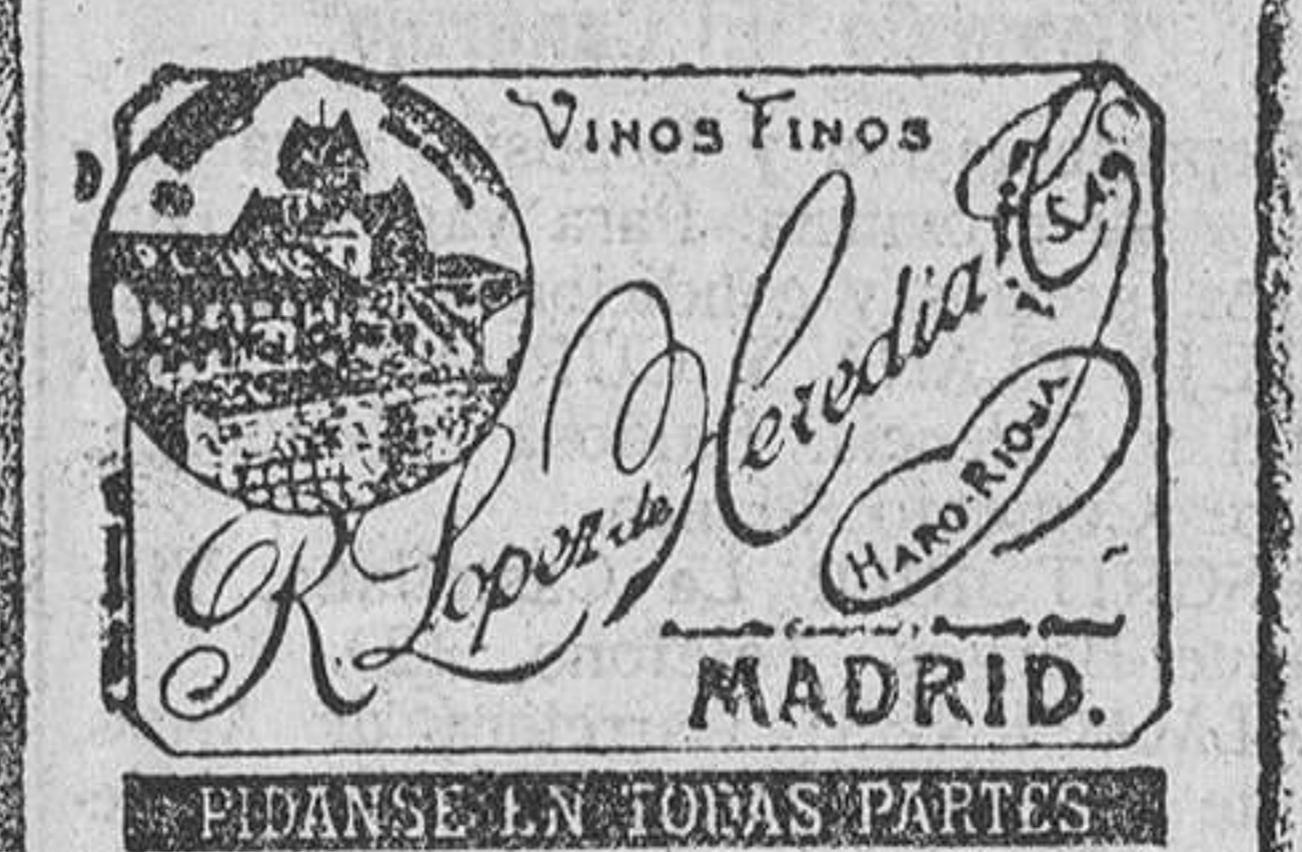 VINOS FINOS
R. Lopez de Heredia
S.A.
HARO-RIOJA
MADRID.
PIDANSE EN TODAS PARTES